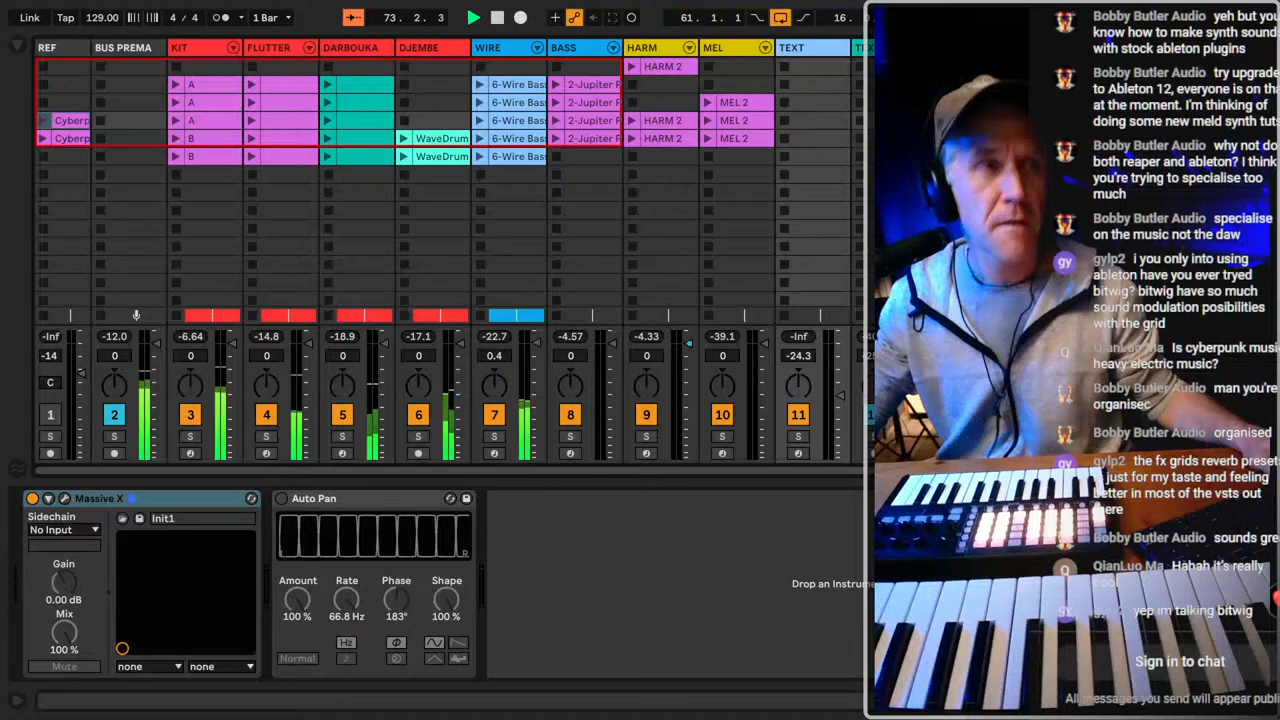 Link Tap 129.00 4 / 4 1 Bar 73. 2. 3 61. 1. 1 16.
REF BUS PREMA KIT FLUTTER DARBOUKA DJEMBE WIRE BASS HARM MEL TEXT
HARM 2
A 6-Wire Bas 2-Jupiter F
A 6-Wire Bas 2-Jupiter F MEL 2
Cyberp A 6-Wire Bas 2-Jupiter F HARM 2 MEL 2
Cyberp B WaveDrum 6-Wire Bas 2-Jupiter F HARM 2 MEL 2
B WaveDrum 6-Wire Bas
-Inf -12.0 -6.64 -14.8 -18.9 -17.1 -22.7 -4.57 -4.33 -39.1 -Inf
-14 0 0 0 0 0 0.4 0 0 0 -24.3
C
1 2 3 4 5 6 7 8 9 10 11
S S S S S S S S S S S
Massive X
Sidechain
No Input
Init1
Gain
0.00 dB
Mix
100 %
Mute
none none
Auto Pan
R
Amount Rate Phase Shape
100 % 66.8 Hz 183° 100 %
Hz
Normal
Drop an Instrume
Bobby Butler Audio yeh but you
know how to make synth sound
with stock ableton plugins
Bobby Butler Audio try upgrade
to Ableton 12, everyone is on tha
at the moment. I'm thinking of
doing some new meld synth tuts
Bobby Butler Audio why not do
both reaper and ableton? I think
you're trying to specialise too
much
Bobby Butler Audio specialise
on the music not the daw
gylp2 i you only into using
ableton have you ever tryed
bitwig? bitwig have so much
sound modulation posibilities
with the grid
QianLuo Ma Is cyberpunk music
heavy electric music?
Bobby Butler Audio man you're
organisec
Bobby Butler Audio organised
gylp2 the fx grids reverb presets
just for my taste and feeling
better in most of the vsts out
here
Bobby Butler Audio sounds gre
QianLuo Ma Hahah it's really
cool
gylp2 yep im talking bitwig
Sign in to chat
All messages you send will appear publi